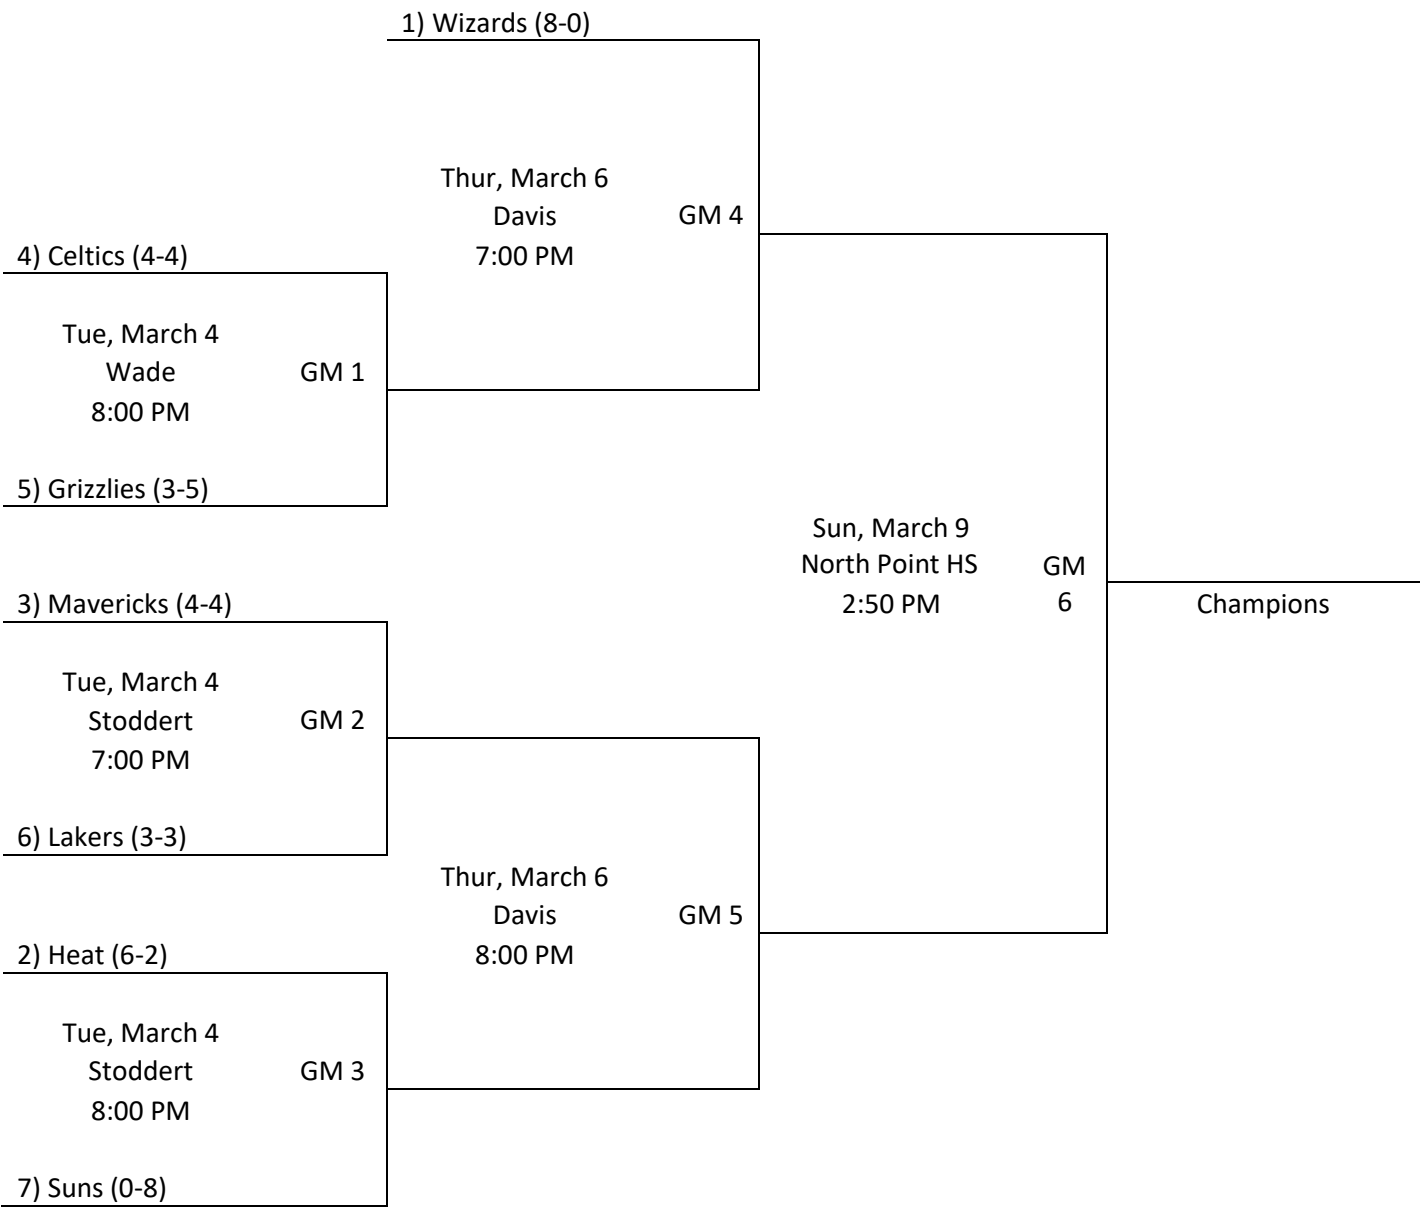 1) Wizards (8-0)
Thur, March 6
Davis
7:00 PM
GM 4
4) Celtics (4-4)
Tue, March 4
Wade
8:00 PM
GM 1
5) Grizzlies (3-5)
Sun, March 9
North Point HS
2:50 PM
GM
6
Champions
3) Mavericks (4-4)
Tue, March 4
Stoddert
7:00 PM
GM 2
6) Lakers (3-3)
Thur, March 6
Davis
8:00 PM
GM 5
2) Heat (6-2)
Tue, March 4
Stoddert
8:00 PM
GM 3
7) Suns (0-8)